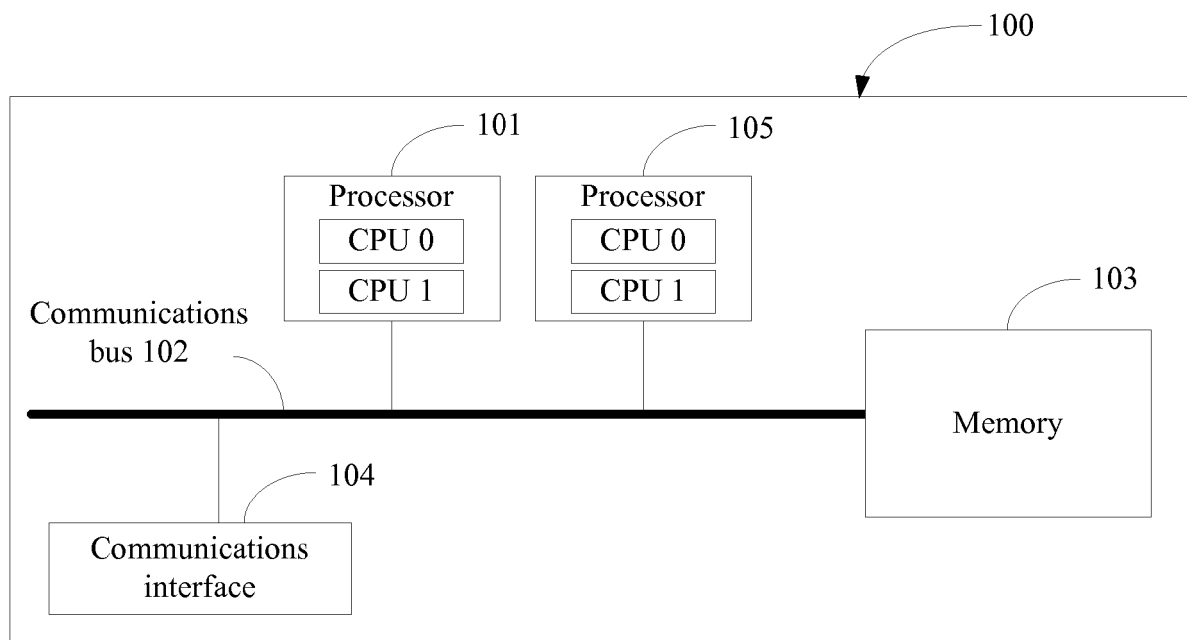 100
101
105
Processor
CPU 0
CPU 1
Processor
CPU 0
CPU 1
103
Communications
bus 102
Memory
104
Communications
interface